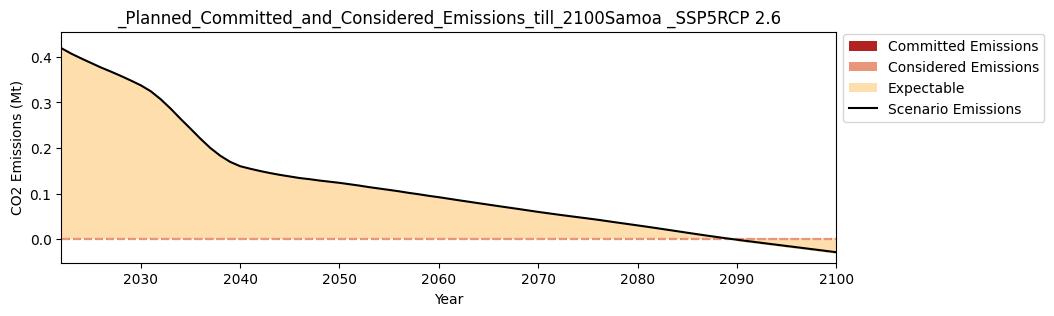 _Planned_Committed_and_Considered_Emissions_till_2100Samoa _SSP5RCP 2.6
Committed Emissions
Considered Emissions
Expectable
Scenario Emissions
CO2 Emissions (Mt)
0.4
0.3
0.2
0.1
0.0
2030 2040 2050 2060 2070 2080 2090 2100
Year